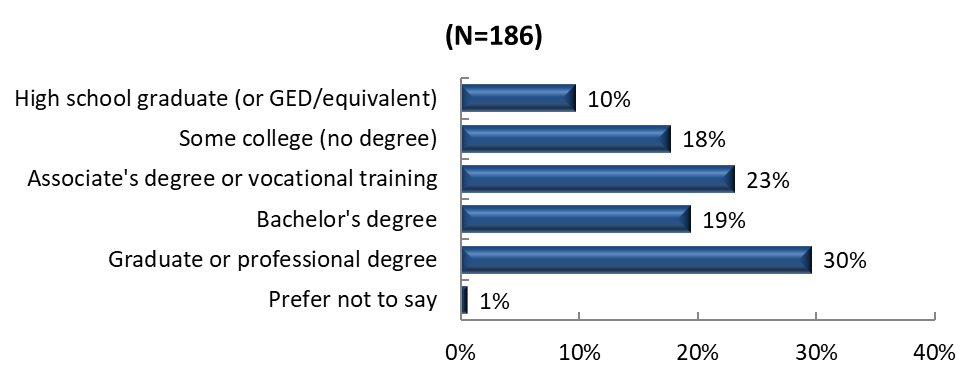 (N=186)
High school graduate (or GED/equivalent) 10%
Some college (no degree) 18%
Associate's degree or vocational training 23%
Bachelor's degree 19%
Graduate or professional degree 30%
Prefer not to say 1%
0% 10% 20% 30% 40%